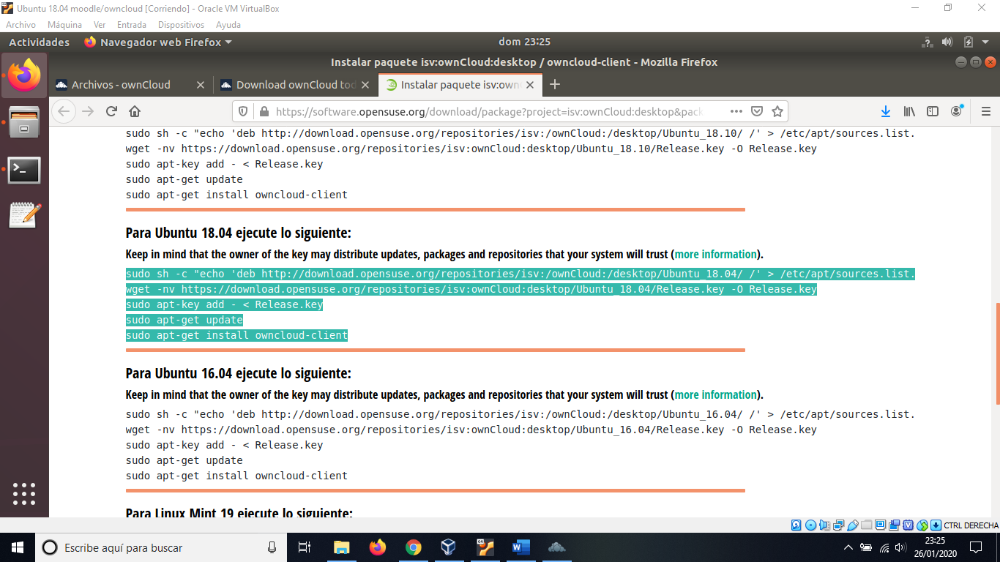 Ubuntu 18.04 moodle/owncloud [Corriendo] - Oracle VM VirtualBox
Archivo Máquina Ver Entrada Dispositivos Ayuda
Actividades Navegador web Firefox dom 23:25
Instalar paquete isv:ownCloud:desktop / owncloud-client - Mozilla Firefox
Archivos - ownCloud Download ownCloud tod Instalar paquete isv:own
https://software.opensuse.org/download/package?project=isv:ownCloud:desktop&pack
sudo sh -c "echo 'deb http://download.opensuse.org/repositories/isv:/ownCloud:/desktop/Ubuntu_18.10/ /' > /etc/apt/sources.list.
wget -nv https://download.opensuse.org/repositories/isv:ownCloud:desktop/Ubuntu_18.10/Release.key -O Release.key
sudo apt-key add - < Release.key
sudo apt-get update
sudo apt-get install owncloud-client
Para Ubuntu 18.04 ejecute lo siguiente:
Keep in mind that the owner of the key may distribute updates, packages and repositories that your system will trust (more information).
sudo sh -c "echo 'deb http://download.opensuse.org/repositories/isv:/ownCloud:/desktop/Ubuntu_18.04/ /' > /etc/apt/sources.list.
wget -nv https://download.opensuse.org/repositories/isv:ownCloud:desktop/Ubuntu_18.04/Release.key -O Release.key
sudo apt-key add - < Release.key
sudo apt-get update
sudo apt-get install owncloud-client
Para Ubuntu 16.04 ejecute lo siguiente:
Keep in mind that the owner of the key may distribute updates, packages and repositories that your system will trust (more information).
sudo sh -c "echo 'deb http://download.opensuse.org/repositories/isv:/ownCloud:/desktop/Ubuntu_16.04/ /' > /etc/apt/sources.list.
wget -nv https://download.opensuse.org/repositories/isv:ownCloud:desktop/Ubuntu_16.04/Release.key -O Release.key
sudo apt-key add - < Release.key
sudo apt-get update
sudo apt-get install owncloud-client
Para Linux Mint 19 ejecute lo siguiente:
CTRL DERECHA
Escribe aquí para buscar
23:25
26/01/2020